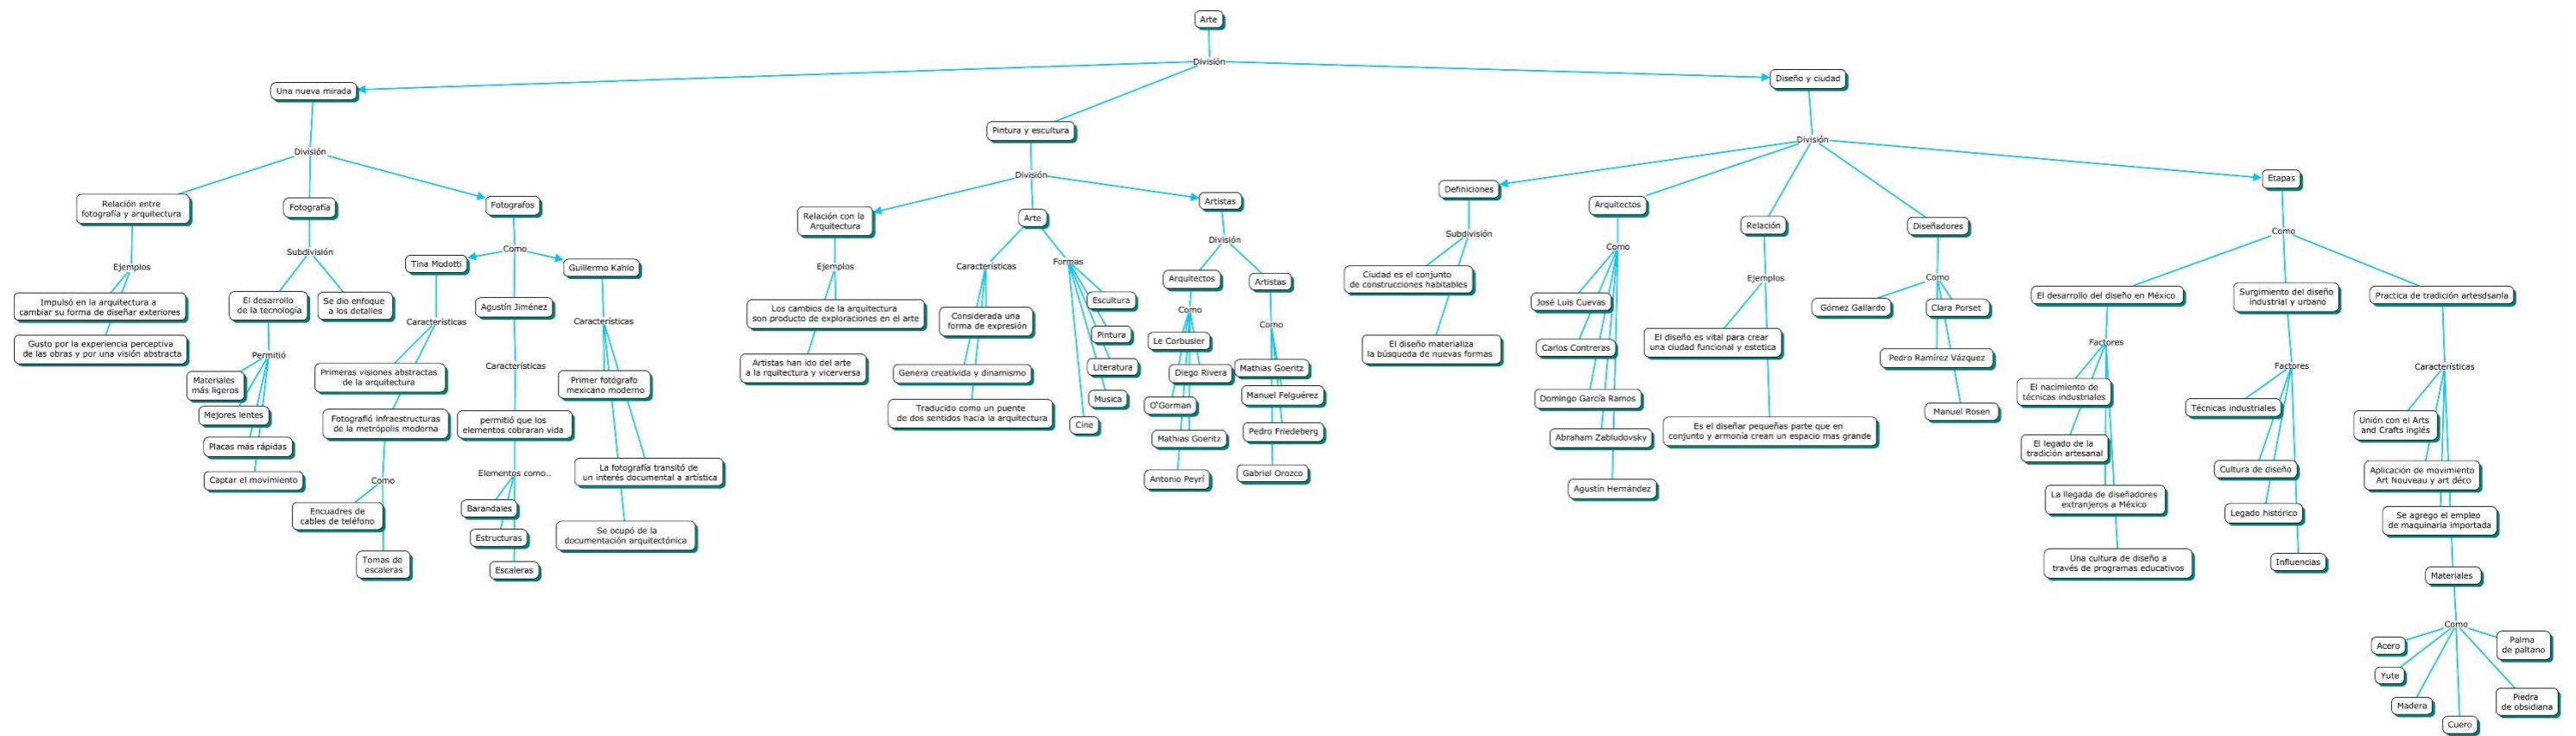 Arte
División
Una nueva mirada
División
Relación entre
fotografía y arquitectura
Ejemplos
Impulsó en la arquitectura a
cambiar su forma de diseñar exteriores
Gusto por la experiencia perceptiva
de las obras y por una visión abstracta
Fotografía
Subdivisión
El desarrollo
de la tecnología
Se dio enfoque
a los detalles
Permitió
Materiales
más ligeros
Mejores lentes
Placas más rápidas
Captar el movimiento
Fotografos
Como
Tina Modotti
Características
Primeras visiones abstractas
de la arquitectura
Fotografió infraestructuras
de la metrópolis moderna
Como
Encuadres de
cables de teléfono
Tomas de
escaleras
Agustín Jiménez
Características
permitió que los
elementos cobraran vida
Elementos como..
Barandales
Estructuras
Escaleras
Guillermo Kahlo
Características
Primer fotógrafo
mexicano moderno
La fotografía transitó de
un interés documental a artística
Se ocupó de la
documentación arquitectónica
Pintura y escultura
División
Relación con la
Arquitectura
Ejemplos
Los cambios de la arquitectura
son producto de exploraciones en el arte
Artistas han ido del arte
a la rquitectura y vicerversa
Arte
Características
Considerada una
forma de expresión
Genera creativida y dinamismo
Traducido como un puente
de dos sentidos hacia la arquitectura
Formas
Escultura
Pintura
Literatura
Musica
Cine
Artistas
División
Arquitectos
Como
Le Corbusier
Diego Rivera
O'Gorman
Mathias Goeritz
Antonio Peyrí
Artistas
Como
Mathias Goeritz
Manuel Felguérez
Pedro Friedeberg
Gabriel Orozco
Diseño y ciudad
División
Definiciones
Subdivisión
Ciudad es el conjunto
de construcciones habitables
El diseño materializa
la búsqueda de nuevas formas
Arquitectos
Como
José Luis Cuevas
Carlos Contreras
Domingo García Ramos
Abraham Zabludovsky
Agustín Hernández
Relación
Ejemplos
El diseño es vital para crear
una ciudad funcional y estetica
Es el diseñar pequeñas parte que en
conjunto y armonía crean un espacio mas grande
Diseñadores
Como
Gómez Gallardo
Clara Porset
Pedro Ramírez Vázquez
Manuel Rosen
Etapas
Como
El desarrollo del diseño en México
Factores
El nacimiento de
técnicas industriales
El legado de la
tradición artesanal
La llegada de diseñadores
extranjeros a México
Una cultura de diseño a
través de programas educativos
Surgimiento del diseño
industrial y urbano
Factores
Técnicas industriales
Cultura de diseño
Legado histórico
Influencias
Practica de tradición artesdsanla
Características
Unión con el Arts
and Crafts inglés
Aplicación de movimiento
Art Nouveau y art déco
Se agrego el empleo
de maquinaria importada
Materiales
Como
Acero
Yute
Madera
Cuero
Piedra
de obsidiana
Palma
de paltano